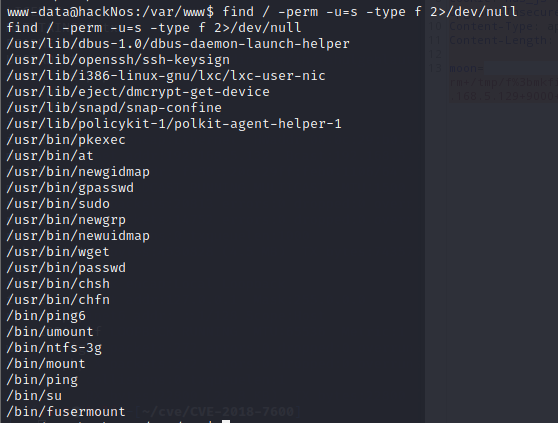 www-data@hackNos:/var/www$ find / -perm -u=s -type f 2>/dev/null
find / -perm -u=s -type f 2>/dev/null
/usr/lib/dbus-1.0/dbus-daemon-launch-helper
/usr/lib/openssh/ssh-keysign
/usr/lib/i386-linux-gnu/lxc/lxc-user-nic
/usr/lib/eject/dmcrypt-get-device
/usr/lib/snapd/snap-confine
/usr/lib/policykit-1/polkit-agent-helper-1
/usr/bin/pkexec
/usr/bin/at
/usr/bin/newgidmap
/usr/bin/gpasswd
/usr/bin/sudo
/usr/bin/newgrp
/usr/bin/newuidmap
/usr/bin/wget
/usr/bin/passwd
/usr/bin/chsh
/usr/bin/chfn
/bin/ping6
/bin/umount
/bin/ntfs-3g
/bin/mount
/bin/ping
/bin/su
/bin/fusermount ~/cve/CVE-2018-7600